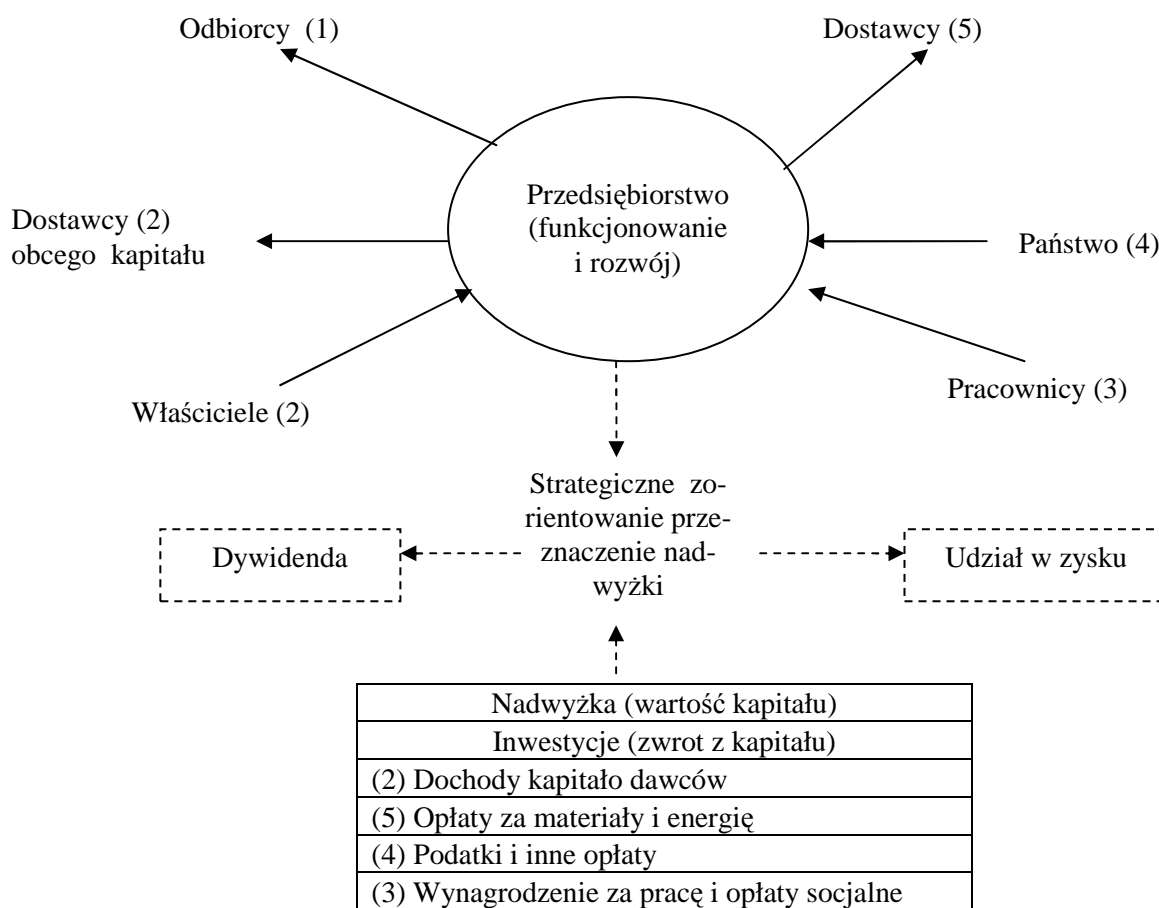 Odbiorcy (1)
Dostawcy (5)
Przedsiębiorstwo
(funkcjonowanie
i rozwój)
Dostawcy (2)
obcego kapitału
Państwo (4)
Właściciele (2)
Pracownicy (3)
Strategiczne zo-
rientowanie prze-
znaczenie nad-
wyżki
Dywidenda
Udział w zysku
Nadwyżka (wartość kapitału)
Inwestycje (zwrot z kapitału)
(2) Dochody kapitało dawców
(5) Opłaty za materiały i energię
(4) Podatki i inne opłaty
(3) Wynagrodzenie za pracę i opłaty socjalne